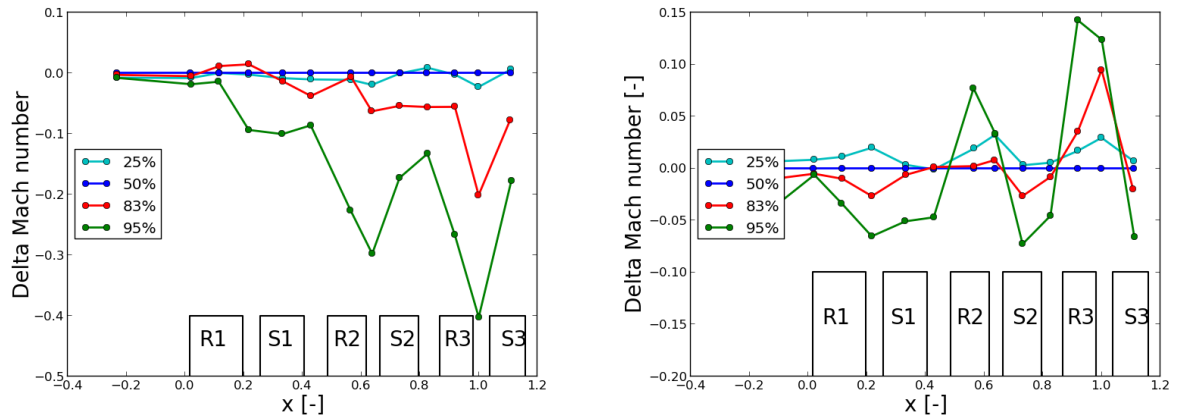 0.1
0.0
−0.1
−0.2
−0.3
−0.4
−0.5
Delta Mach number
25%
50%
83%
95%
R1 S1 R2 S2 R3 S3
−0.4 −0.2 0.0 0.2 0.4 0.6 0.8 1.0 1.2
x [-]
0.15
0.10
0.05
0.00
−0.05
−0.10
−0.15
−0.20
Delta Mach number [-]
25%
50%
83%
95%
R1 S1 R2 S2 R3 S3
−0.4 −0.2 0.0 0.2 0.4 0.6 0.8 1.0 1.2
x [-]